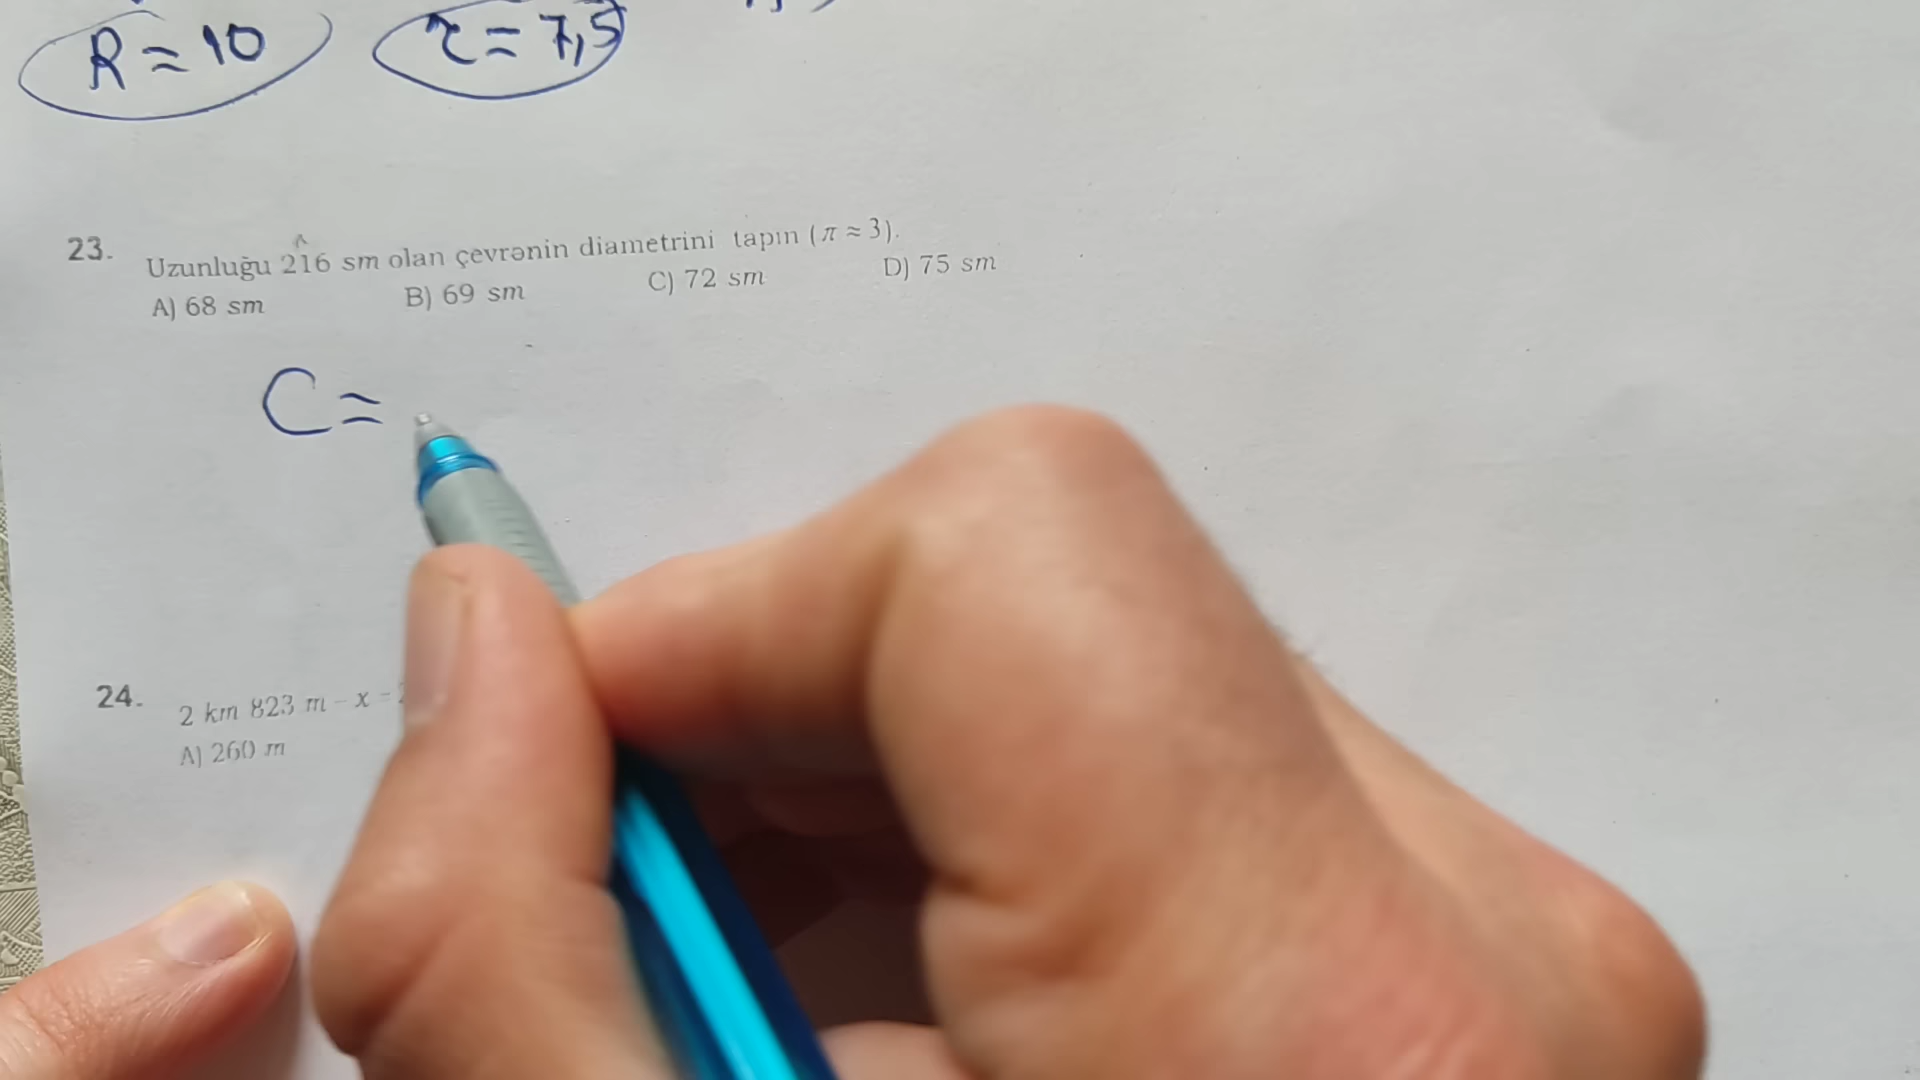 R = 10 r = 7,5
23. Uzunluğu 216 sm olan çevrənin diametrini tapın (π ≈ 3).
A) 68 sm B) 69 sm C) 72 sm D) 75 sm
C =
24. 2 km 823 m − x =
A) 260 m